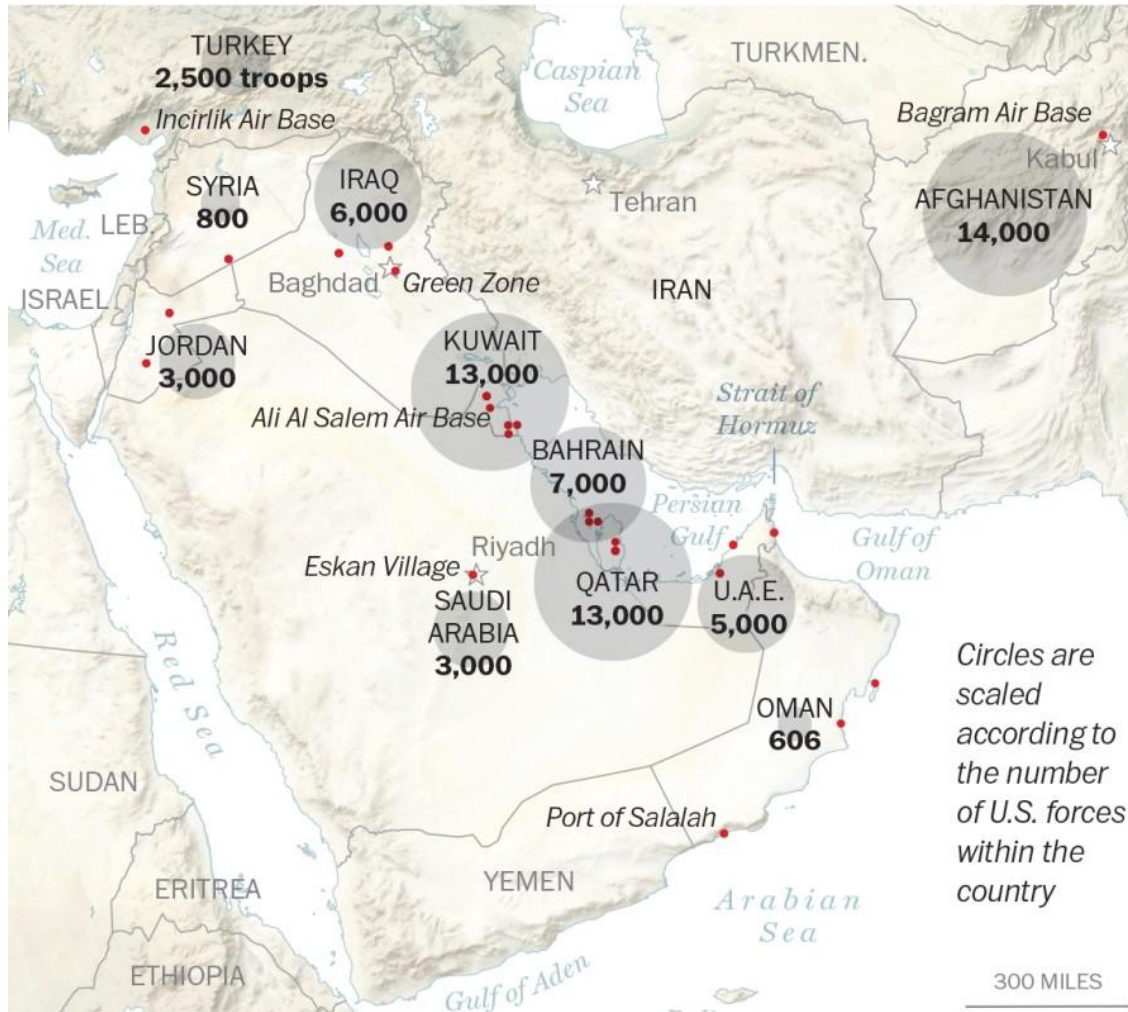 TURKEY
2,500 troops
Incirlik Air Base
Caspian
Sea
TURKMEN.
Bagram Air Base
Kabul
SYRIA
800
IRAQ
6,000
Tehran
AFGHANISTAN
14,000
Med.
Sea
LEB.
ISRAEL
Baghdad
Green Zone
IRAN
JORDAN
3,000
KUWAIT
13,000
Ali Al Salem Air Base
Strait of
Hormuz
BAHRAIN
7,000
Persian
Gulf
Gulf of
Oman
Riyadh
Eskan Village
QATAR
13,000
U.A.E.
5,000
SAUDI
ARABIA
3,000
Red Sea
OMAN
606
Circles are
scaled
according to
the number
of U.S. forces
within the
country
SUDAN
Port of Salalah
YEMEN
ERITREA
Arabian
Sea
ETHIOPIA
Gulf of Aden
300 MILES